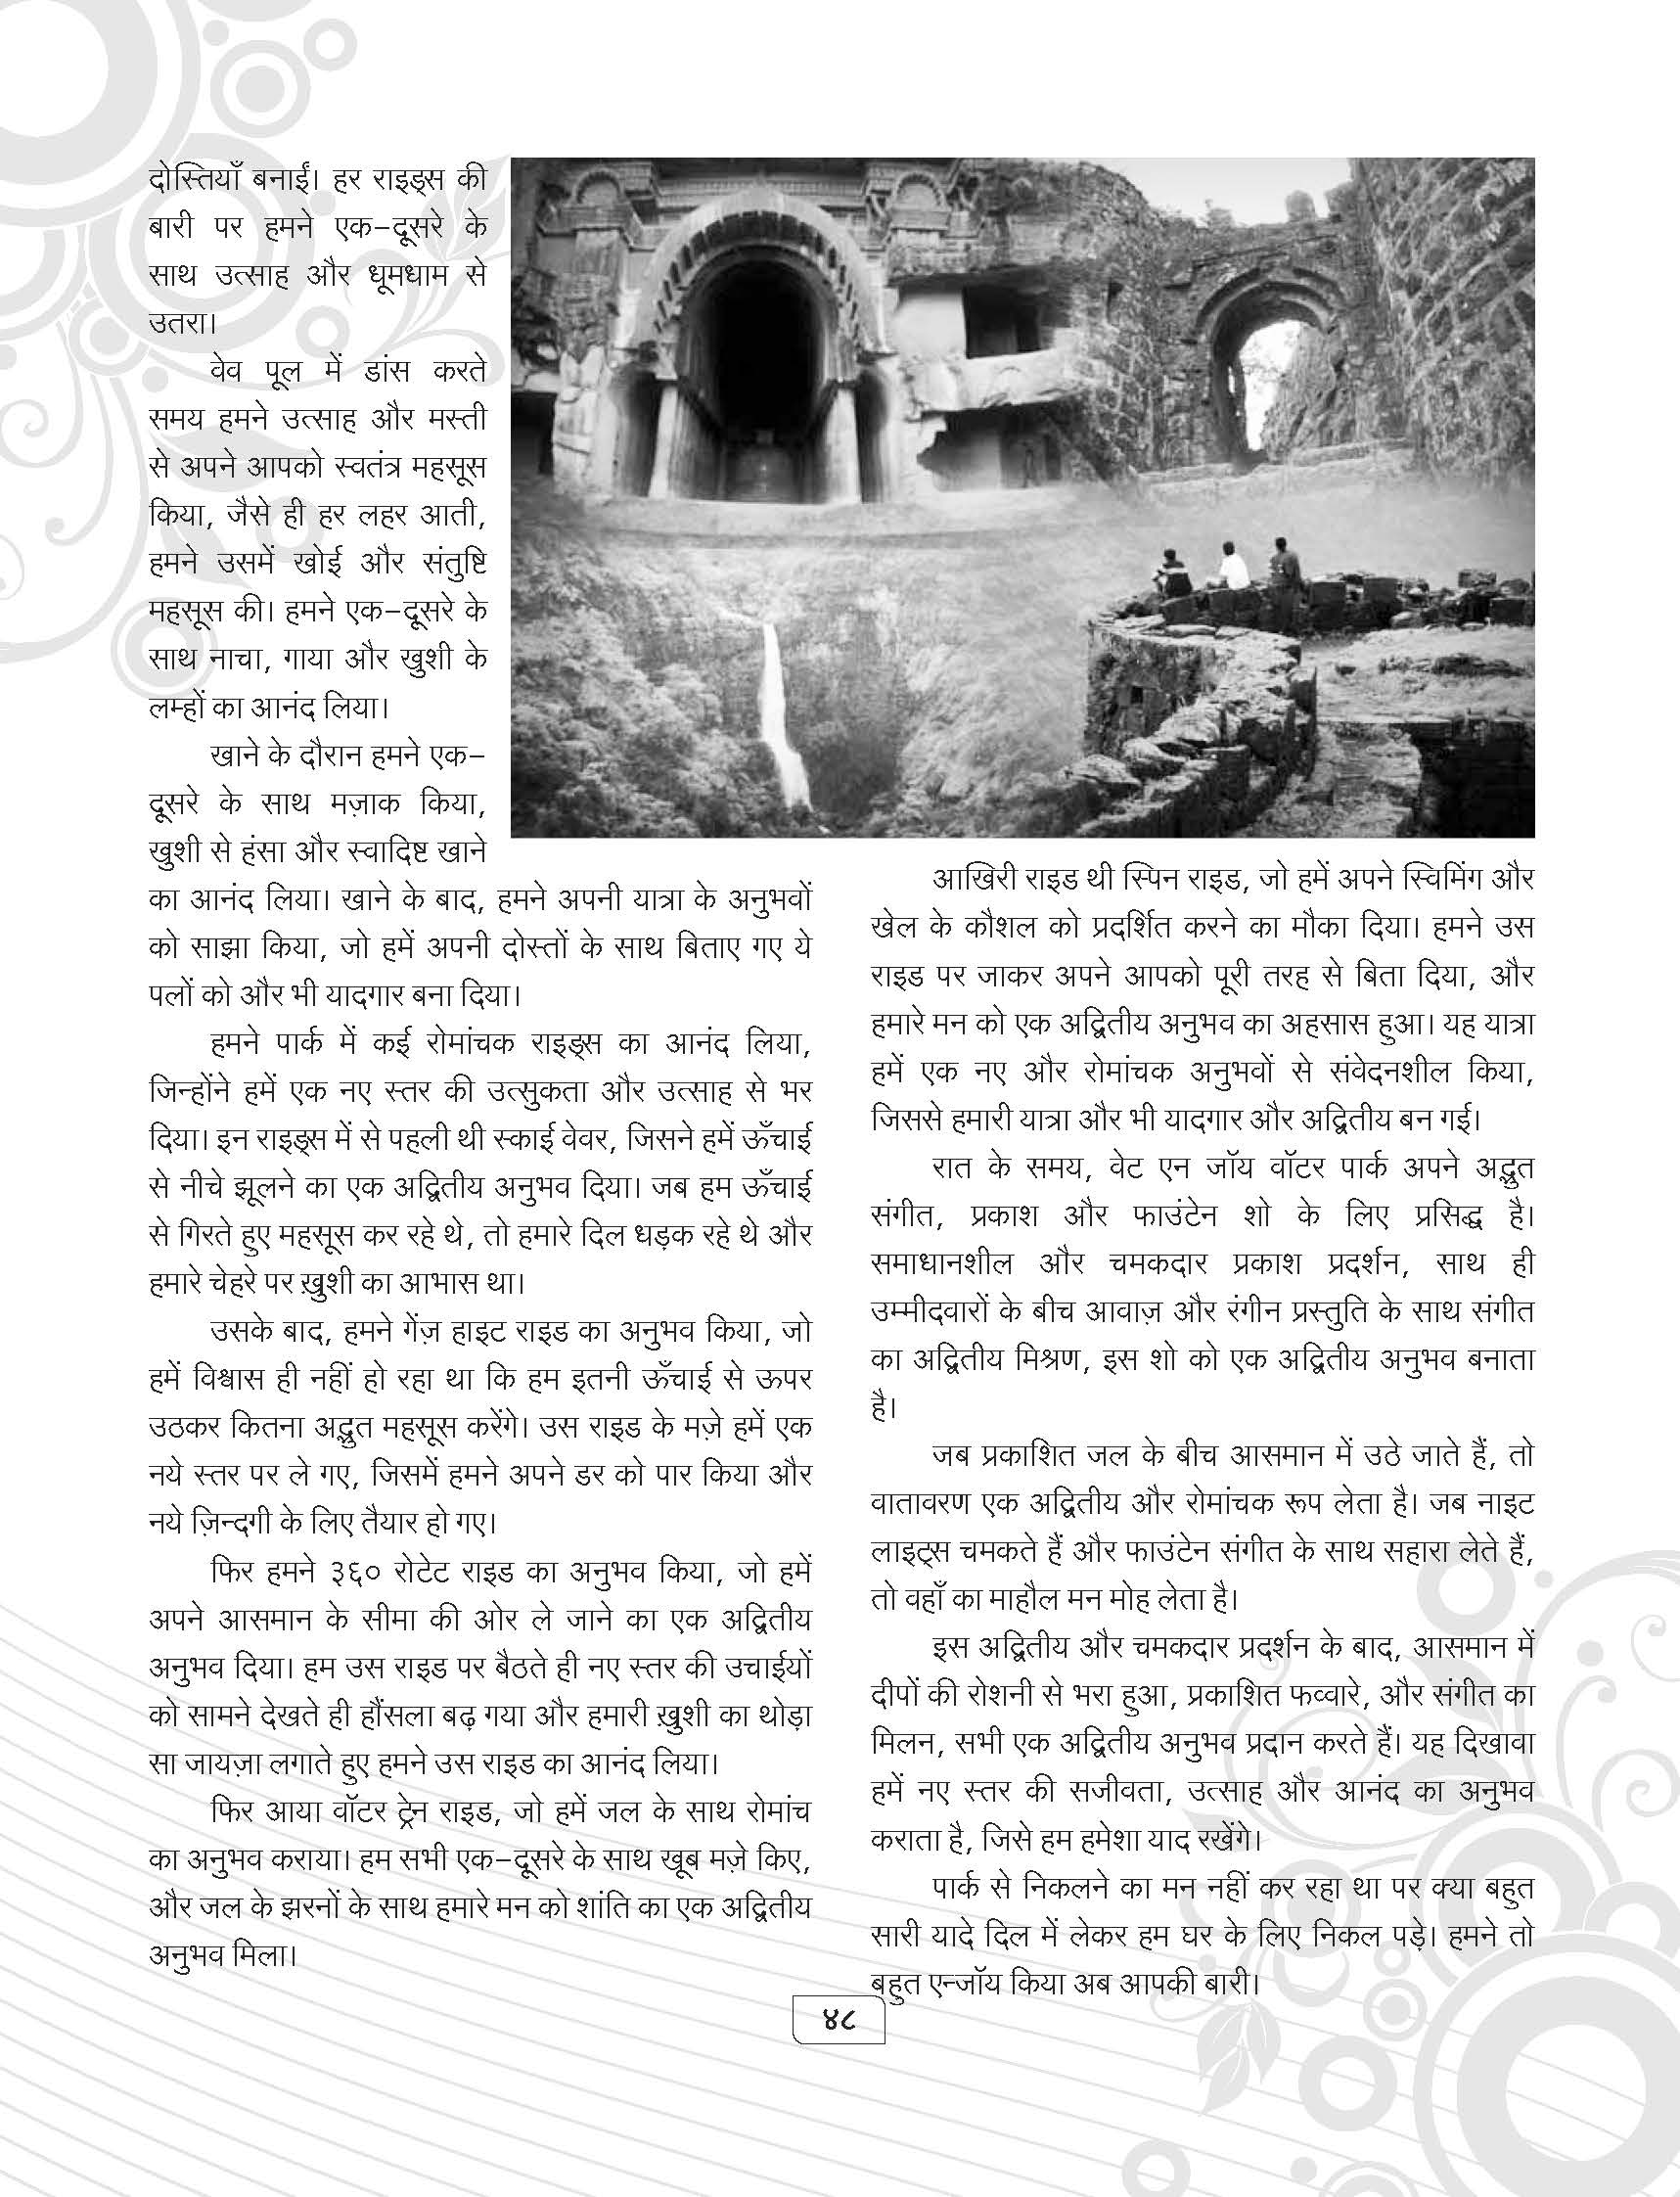 दोस्तियाँ बनाईं। हर राइड्स की
बारी पर हमने एक-दूसरे के
साथ उत्साह और धूमधाम से
उतरा।
वेव पूल में डांस करते
समय हमने उत्साह और मस्ती
से अपने आपको स्वतंत्र महसूस
किया, जैसे ही हर लहर आती,
हमने उसमें खोई और संतुष्टि
महसूस की। हमने एक-दूसरे के
साथ नाचा, गाया और खुशी के
लम्हों का आनंद लिया।
खाने के दौरान हमने एक-
दूसरे के साथ मज़ाक किया,
खुशी से हंसा और स्वादिष्ट खाने
का आनंद लिया। खाने के बाद, हमने अपनी यात्रा के अनुभवों
को साझा किया, जो हमें अपनी दोस्तों के साथ बिताए गए ये
पलों को और भी यादगार बना दिया।
हमने पार्क में कई रोमांचक राइड्स का आनंद लिया,
जिन्होंने हमें एक नए स्तर की उत्सुकता और उत्साह से भर
दिया। इन राइड्स में से पहली थी स्काई वेवर, जिसने हमें ऊँचाई
से नीचे झूलने का एक अद्वितीय अनुभव दिया। जब हम ऊँचाई
से गिरते हुए महसूस कर रहे थे, तो हमारे दिल धड़क रहे थे और
हमारे चेहरे पर ख़ुशी का आभास था।
उसके बाद, हमने गेंज़ हाइट राइड का अनुभव किया, जो
हमें विश्वास ही नहीं हो रहा था कि हम इतनी ऊँचाई से ऊपर
उठकर कितना अद्भुत महसूस करेंगे। उस राइड के मज़े हमें एक
नये स्तर पर ले गए, जिसमें हमने अपने डर को पार किया और
नये ज़िन्दगी के लिए तैयार हो गए।
फिर हमने ३६० रोटेट राइड का अनुभव किया, जो हमें
अपने आसमान के सीमा की ओर ले जाने का एक अद्वितीय
अनुभव दिया। हम उस राइड पर बैठते ही नए स्तर की उचाईयों
को सामने देखते ही हौंसला बढ़ गया और हमारी ख़ुशी का थोड़ा
सा जायज़ा लगाते हुए हमने उस राइड का आनंद लिया।
फिर आया वॉटर ट्रेन राइड, जो हमें जल के साथ रोमांच
का अनुभव कराया। हम सभी एक-दूसरे के साथ खूब मज़े किए,
और जल के झरनों के साथ हमारे मन को शांति का एक अद्वितीय
अनुभव मिला।
आखिरी राइड थी स्पिन राइड, जो हमें अपने स्विमिंग और
खेल के कौशल को प्रदर्शित करने का मौका दिया। हमने उस
राइड पर जाकर अपने आपको पूरी तरह से बिता दिया, और
हमारे मन को एक अद्वितीय अनुभव का अहसास हुआ। यह यात्रा
हमें एक नए और रोमांचक अनुभवों से संवेदनशील किया,
जिससे हमारी यात्रा और भी यादगार और अद्वितीय बन गई।
रात के समय, वेट एन जॉय वॉटर पार्क अपने अद्भुत
संगीत, प्रकाश और फाउंटेन शो के लिए प्रसिद्ध है।
समाधानशील और चमकदार प्रकाश प्रदर्शन, साथ ही
उम्मीदवारों के बीच आवाज़ और रंगीन प्रस्तुति के साथ संगीत
का अद्वितीय मिश्रण, इस शो को एक अद्वितीय अनुभव बनाता
है।
जब प्रकाशित जल के बीच आसमान में उठे जाते हैं, तो
वातावरण एक अद्वितीय और रोमांचक रूप लेता है। जब नाइट
लाइट्स चमकते हैं और फाउंटेन संगीत के साथ सहारा लेते हैं,
तो वहाँ का माहौल मन मोह लेता है।
इस अद्वितीय और चमकदार प्रदर्शन के बाद, आसमान में
दीपों की रोशनी से भरा हुआ, प्रकाशित फव्वारे, और संगीत का
मिलन, सभी एक अद्वितीय अनुभव प्रदान करते हैं। यह दिखावा
हमें नए स्तर की सजीवता, उत्साह और आनंद का अनुभव
कराता है, जिसे हम हमेशा याद रखेंगे।
पार्क से निकलने का मन नहीं कर रहा था पर क्या बहुत
सारी यादे दिल में लेकर हम घर के लिए निकल पड़े। हमने तो
बहुत एन्जॉय किया अब आपकी बारी।
४८